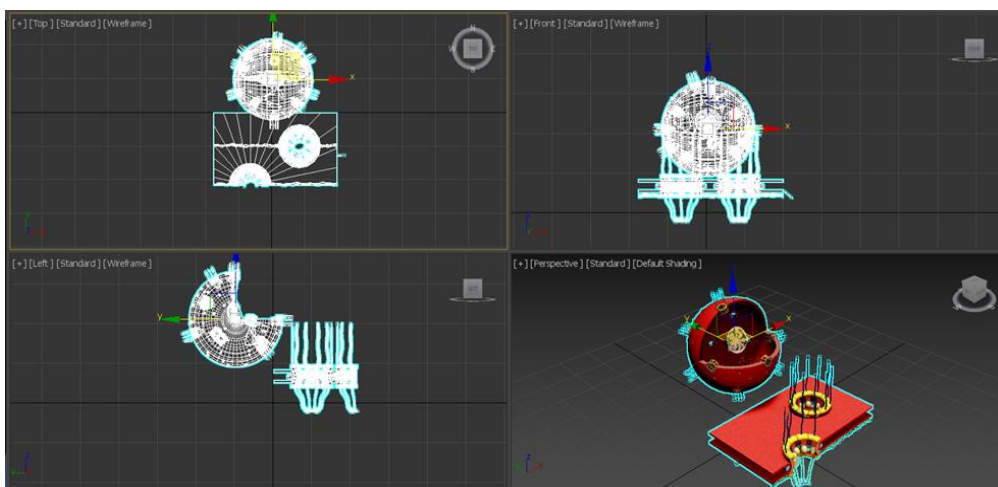 [+] [Top] [Standard] [Wireframe]
[+] [Front] [Standard] [Wireframe]
[+] [Left] [Standard] [Wireframe]
[+] [Perspective] [Standard] [Default Shading]